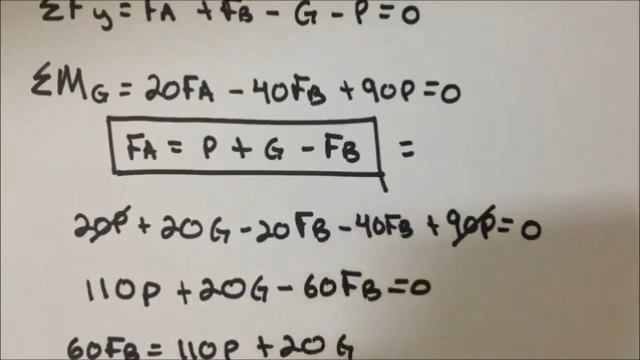 ΣFy = FA + FB - G - P = 0
ΣMG = 20FA - 40FB + 90P = 0
FA = P + G - FB =
20P + 20G - 20FB - 40FB + 90P = 0
110P + 20G - 60FB = 0
60FB = 110P + 20G